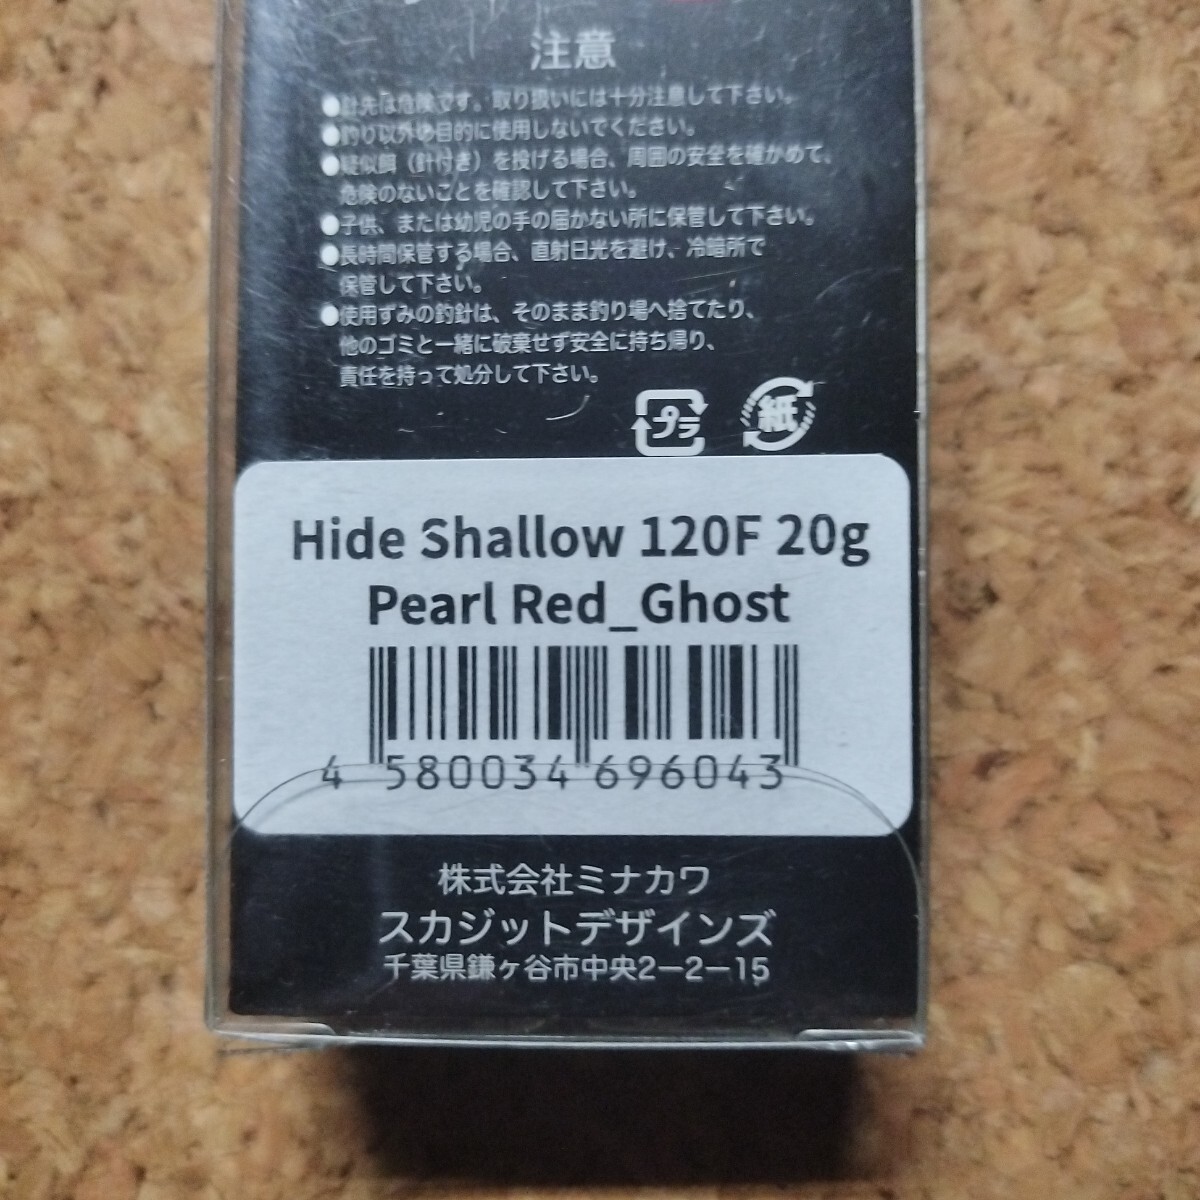 注意
●針先は危険です。取り扱いには十分注意して下さい。
●釣り以外の目的に使用しないでください。
●疑似餌（針付き）を投げる場合、周囲の安全を確かめて、
危険のないことを確認して下さい。
●子供、または幼児の手の届かない所に保管して下さい。
●長時間保管する場合、直射日光を避け、冷暗所で
保管して下さい。
●使用ずみの釣針は、そのまま釣り場へ捨てたり、
他のゴミと一緒に破棄せず安全に持ち帰り、
責任を持って処分して下さい。
プラ 紙
Hide Shallow 120F 20g
Pearl Red_Ghost
4 580034 696043
株式会社ミナカワ
スカジットデザインズ
千葉県鎌ヶ谷市中央2-2-15